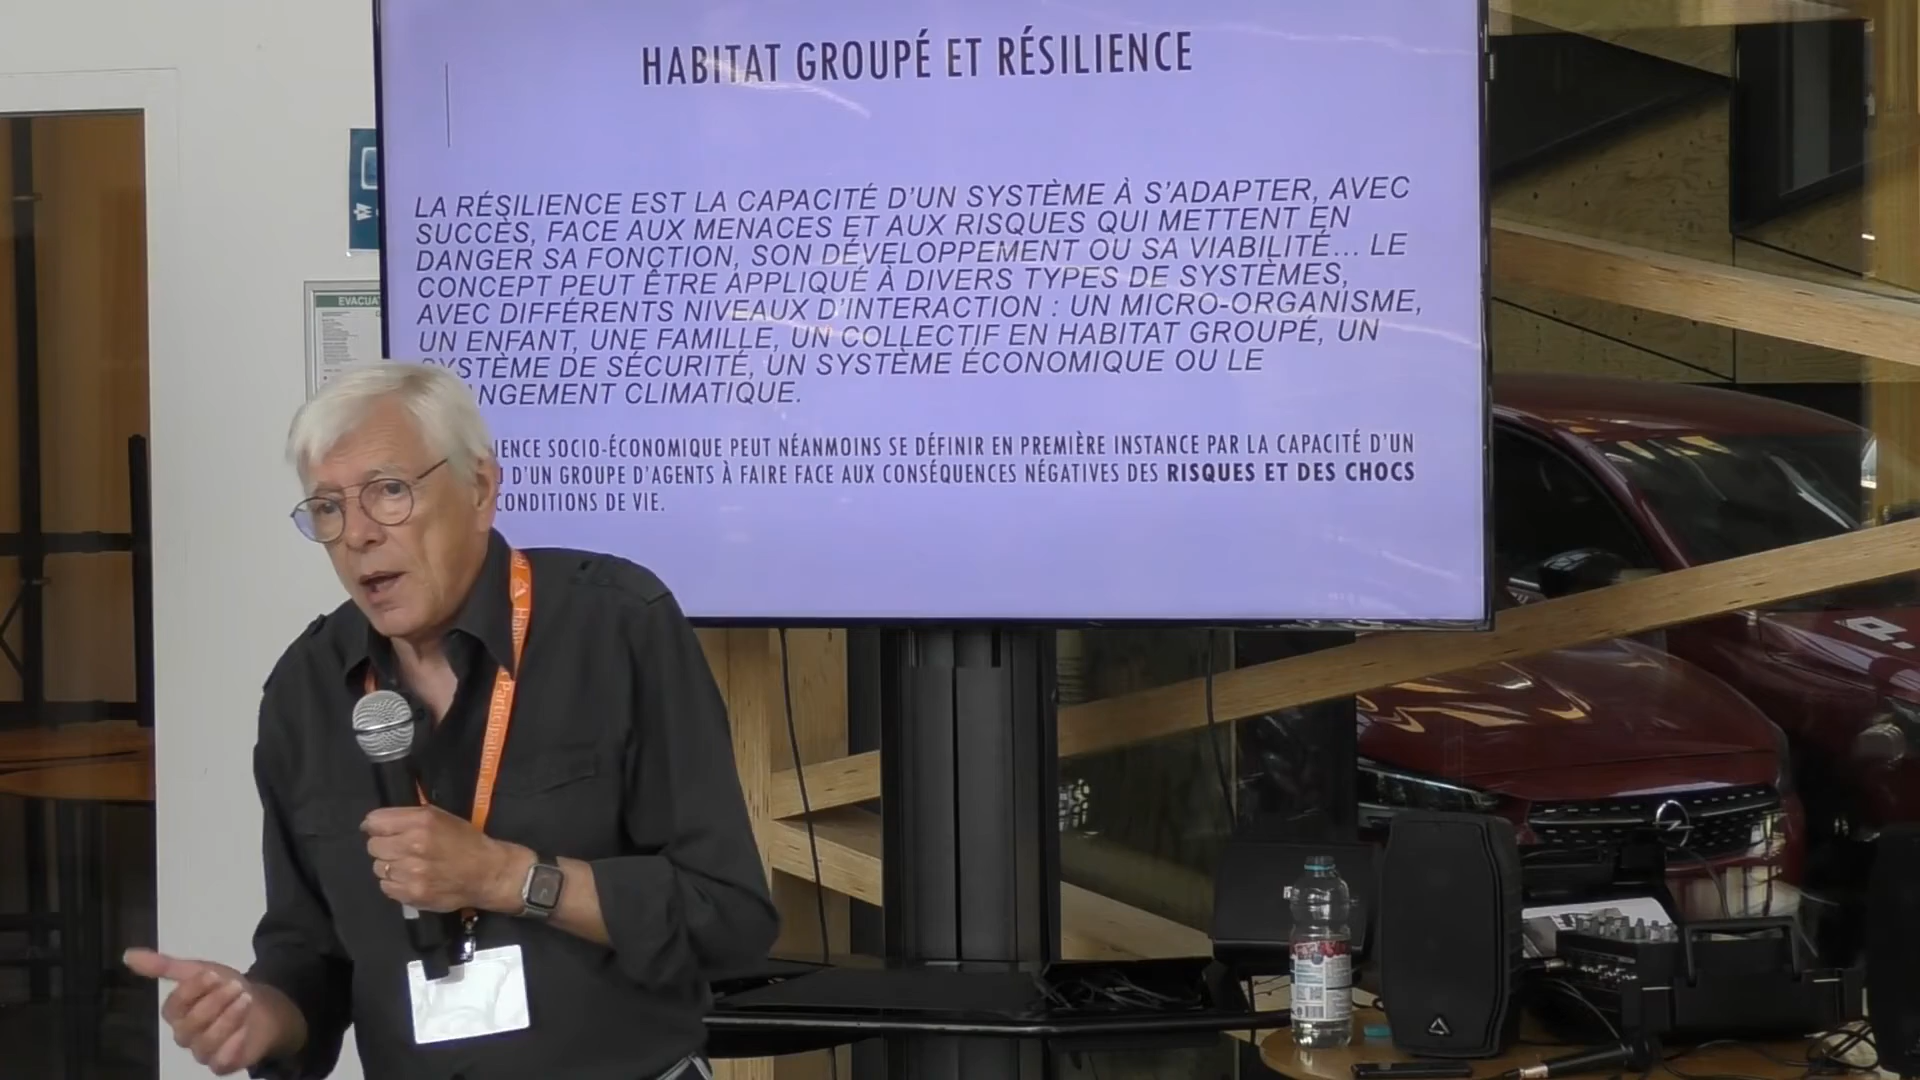 HABITAT GROUPÉ ET RÉSILIENCE
LA RÉSILIENCE EST LA CAPACITÉ D'UN SYSTÈME À S'ADAPTER, AVEC
SUCCÈS, FACE AUX MENACES ET AUX RISQUES QUI METTENT EN
DANGER SA FONCTION, SON DÉVELOPPEMENT OU SA VIABILITÉ... LE
CONCEPT PEUT ÊTRE APPLIQUÉ À DIVERS TYPES DE SYSTÈMES,
AVEC DIFFÉRENTS NIVEAUX D'INTERACTION : UN MICRO-ORGANISME,
UN ENFANT, UNE FAMILLE, UN COLLECTIF EN HABITAT GROUPÉ, UN
SYSTÈME DE SÉCURITÉ, UN SYSTÈME ÉCONOMIQUE OU LE
NGEMENT CLIMATIQUE.
IENCE SOCIO-ÉCONOMIQUE PEUT NÉANMOINS SE DÉFINIR EN PREMIÈRE INSTANCE PAR LA CAPACITÉ D'UN
D'UN GROUPE D'AGENTS À FAIRE FACE AUX CONSÉQUENCES NÉGATIVES DES RISQUES ET DES CHOCS
CONDITIONS DE VIE.
EVACUA
Participation